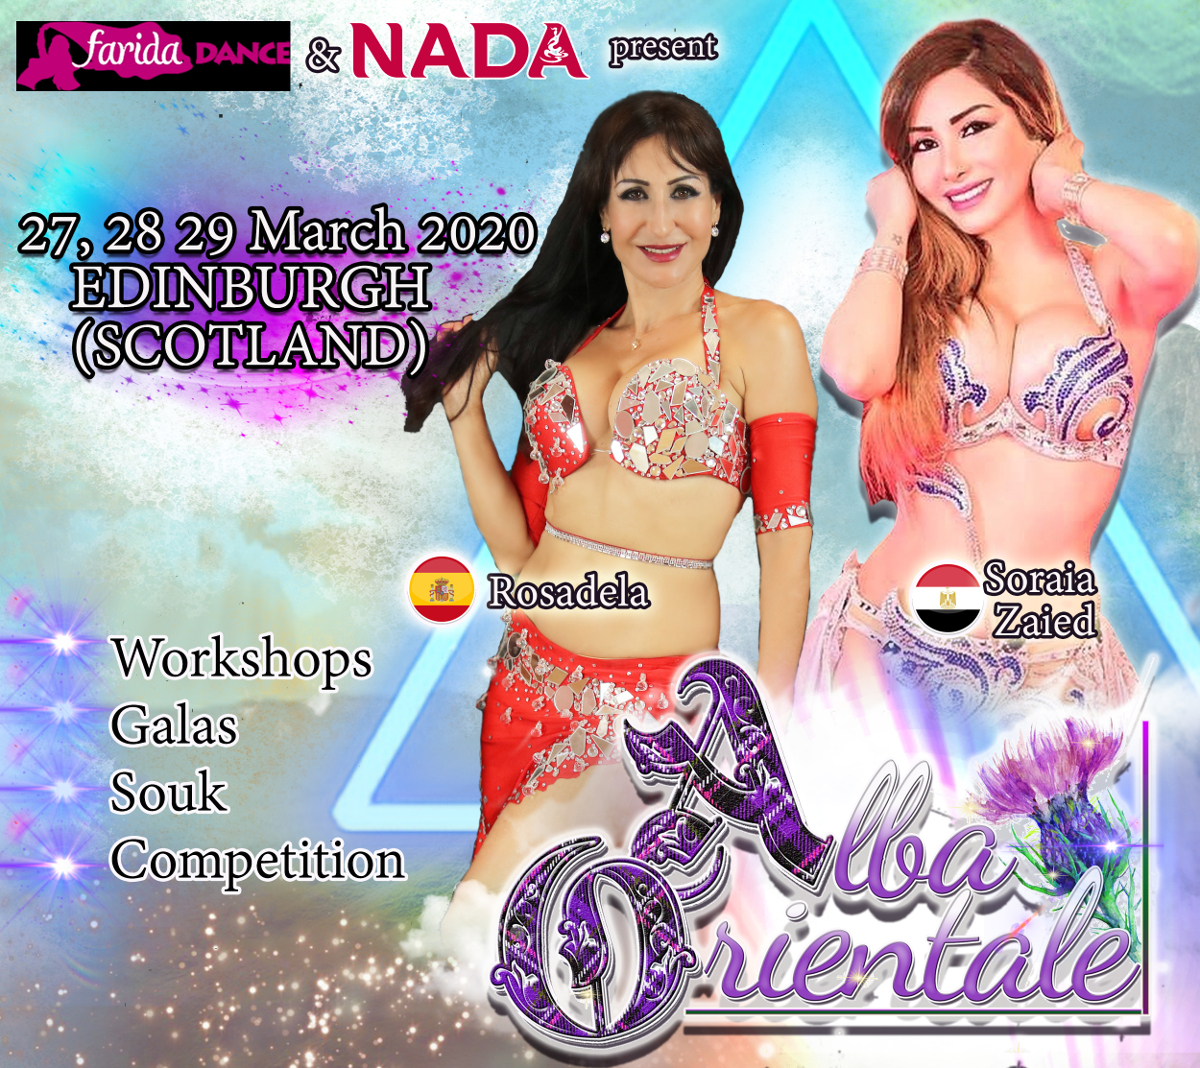 farida DANCE & NADA present
27, 28 29 March 2020
EDINBURGH
(SCOTLAND)
Rosadela
Soraia
Zaied
Workshops
Galas
Souk
Competition
Alba
Orientale